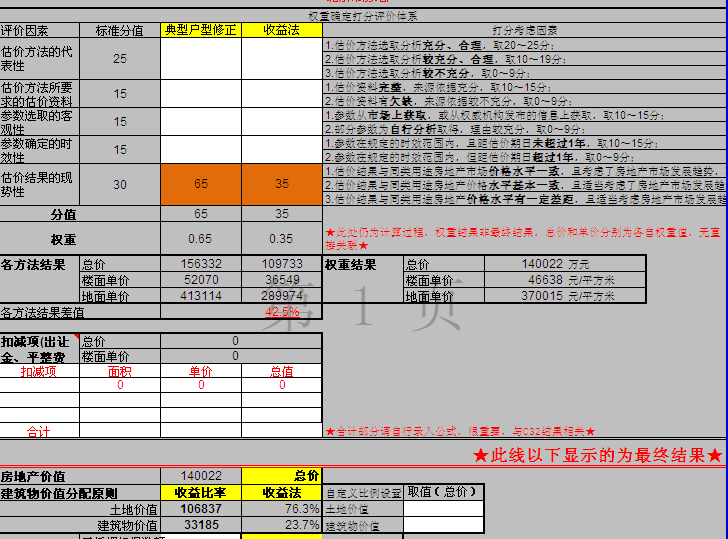 权重确定打分评价体系
评价因素 标准分值 典型户型修正 收益法 打分考虑因素
估价方法的代表性 25
1.估价方法选取分析充分、合理，取20～25分；
2.估价方法选取分析较充分、合理，取10～19分；
3.估价方法选取分析较不充分，取0～9分；
估价方法所要求的估价资料 15
1.估价资料完整，来源依据充分，取10～15分；
2.估价资料有欠缺，来源依据较不充分，取0～9分；
参数选取的客观性 15
1.参数从市场上获取，或从权威机构发布的信息上获取，取10～15分；
2.部分参数为自行分析取得，理由较充分，取0～9分；
参数确定的时效性 15
1.参数在规定的时效范围内，且距估价期日未超过1年，取10～15分；
2.参数在规定的时效范围内，但距估价期日超过1年，取0～9分；
估价结果的现势性 30 65 35
1.估价结果与同类用途房地产市场价格水平一致，且考虑了房地产市场发展趋势，
2.估价结果与同类用途房地产价格水平基本一致，且适当考虑了房地产市场发展趋
3.估价结果与同类用途房地产价格水平有一定差距，且适当考虑了房地产市场发展
分值 65 35
权重 0.65 0.35
★此处仍为计算过程，权重结果非最终结果，总价和单价分别为各自权重值，无直接关联★
各方法结果 总价 156332 109733 权重结果 总价 140022 万元
楼面单价 52070 36549 楼面单价 46638 元/平方米
地面单价 413114 289974 地面单价 370015 元/平方米
各方法结果差值 42.5%
第 1 页
扣减项(出让金、平整费 总价 0
楼面单价 0
扣减项 面积 单价 总值
0 0 0
合计 ★合计部分请自行录入公式，很重要，与C32结果相关★
★此线以下显示的为最终结果★
房地产价值 140022 总价
建筑物价值分配原则 收益比率 收益法 自定义比例设置 取值（总价）
土地价值 106837 76.3% 土地价值
建筑物价值 33185 23.7% 建筑物价值